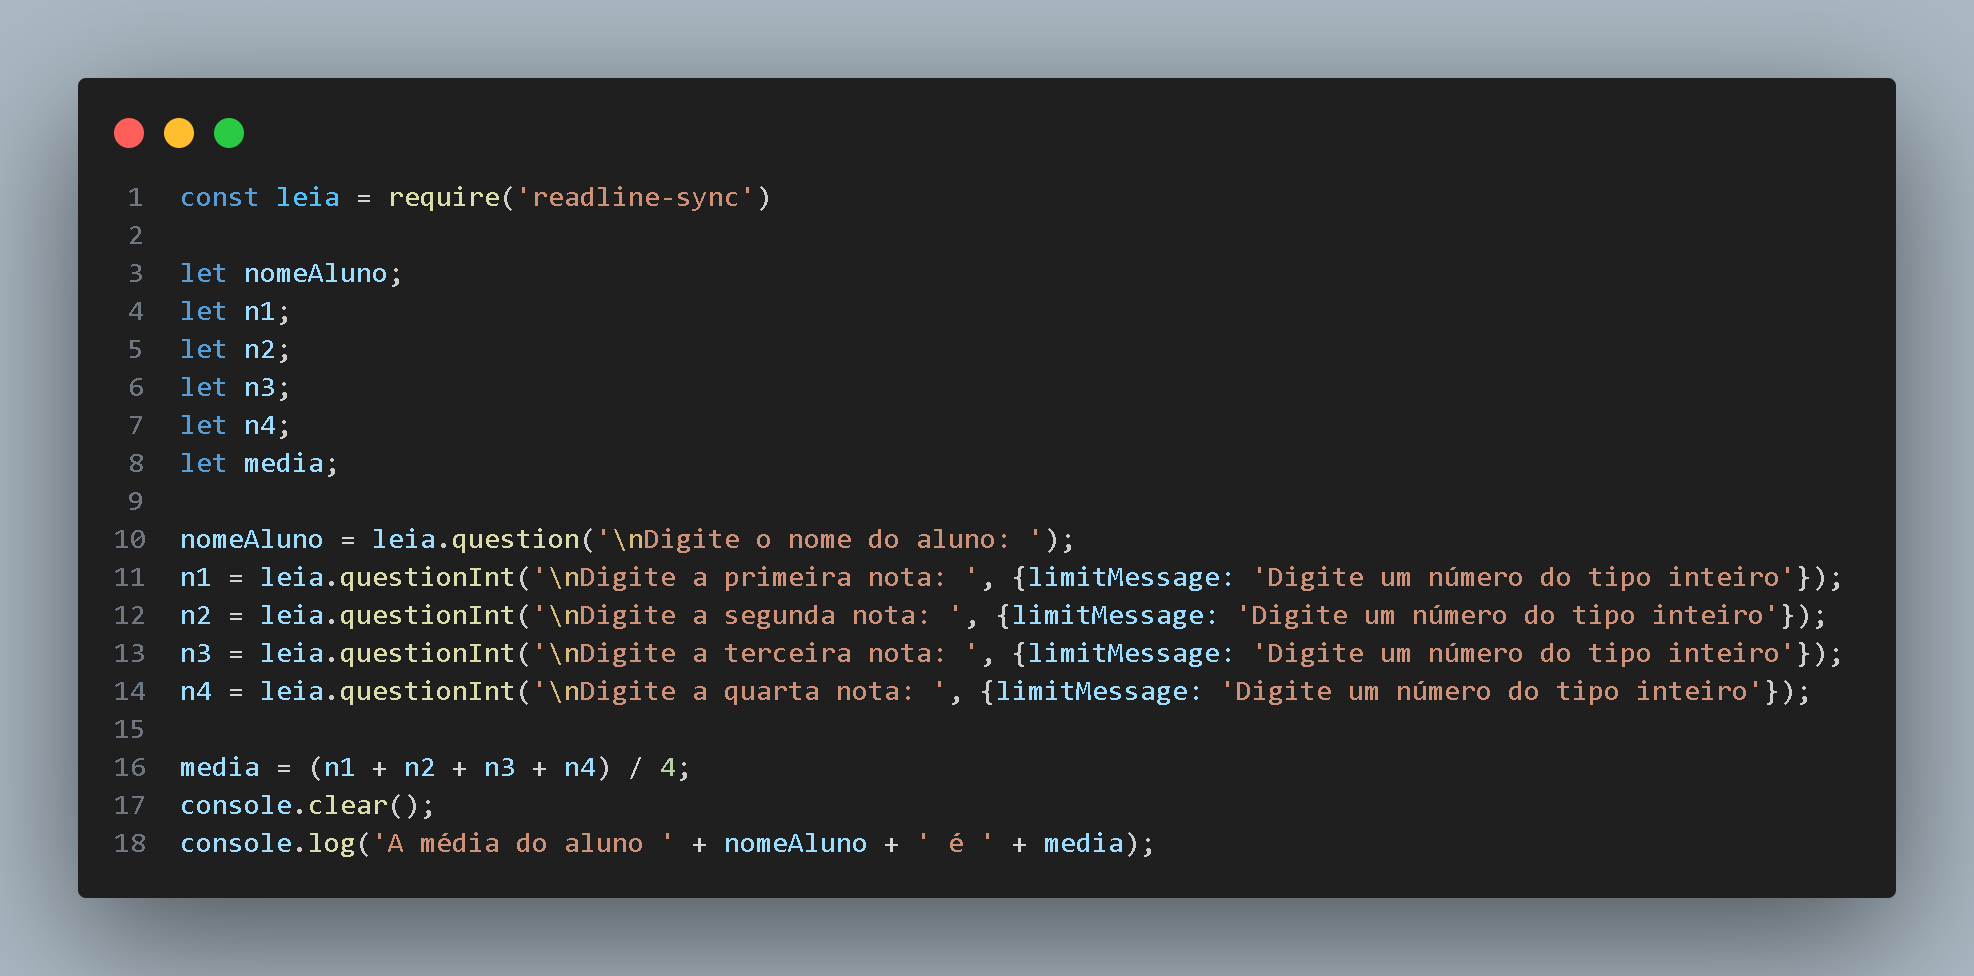 1 const leia = require('readline-sync')
2
3 let nomeAluno;
4 let n1;
5 let n2;
6 let n3;
7 let n4;
8 let media;
9
10 nomeAluno = leia.question('\nDigite o nome do aluno: ');
11 n1 = leia.questionInt('\nDigite a primeira nota: ', {limitMessage: 'Digite um número do tipo inteiro'});
12 n2 = leia.questionInt('\nDigite a segunda nota: ', {limitMessage: 'Digite um número do tipo inteiro'});
13 n3 = leia.questionInt('\nDigite a terceira nota: ', {limitMessage: 'Digite um número do tipo inteiro'});
14 n4 = leia.questionInt('\nDigite a quarta nota: ', {limitMessage: 'Digite um número do tipo inteiro'});
15
16 media = (n1 + n2 + n3 + n4) / 4;
17 console.clear();
18 console.log('A média do aluno ' + nomeAluno + ' é ' + media);